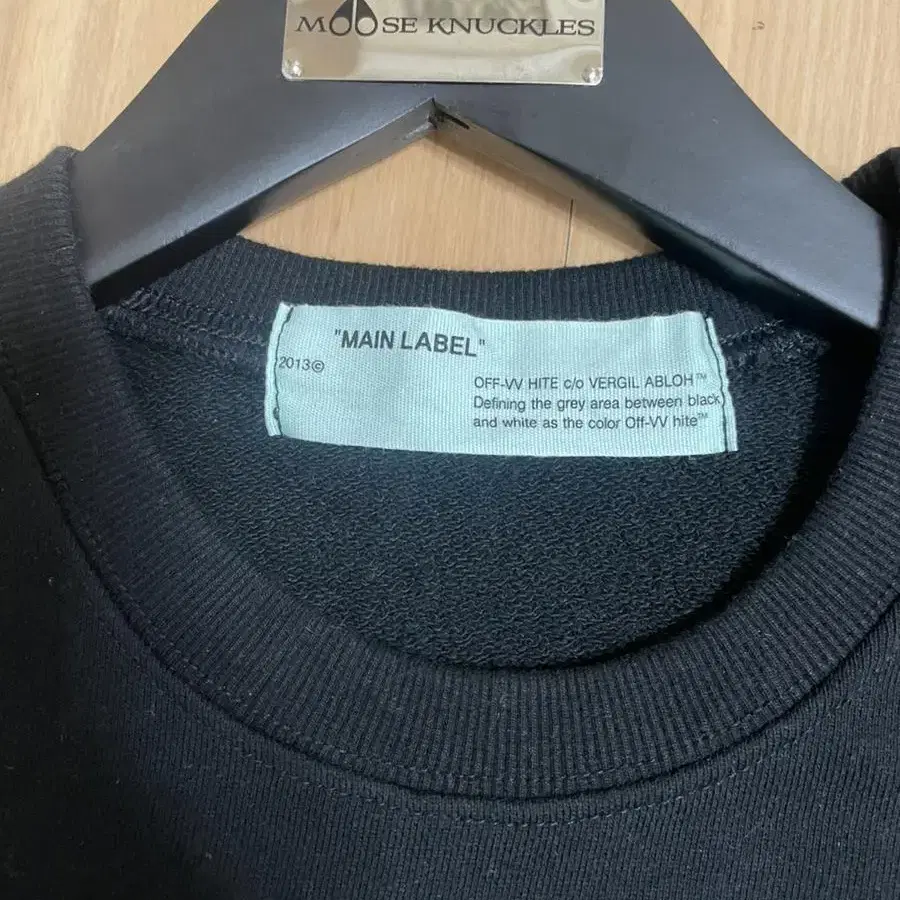 MOOSE KNUCKLES
"MAIN LABEL"
2013©
OFF-VV HITE c/o VERGIL ABLOH™
Defining the grey area between black
and white as the color Off-VV hite™